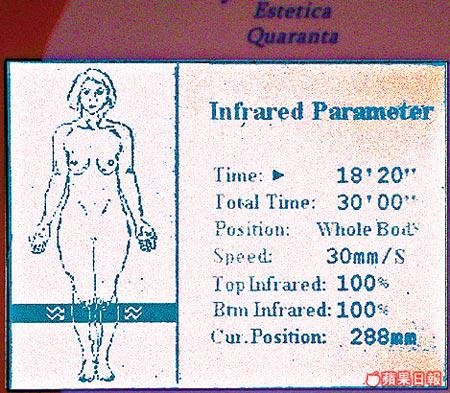 Estetica
Quaranta
Infrared Parameter
Time: ▶ 18'20"
Total Time: 30'00"
Position: Whole Body
Speed: 30mm/S
Top Infrared: 100%
Btm Infrared: 100%
Cur.Position: 288mm
蘋果日報